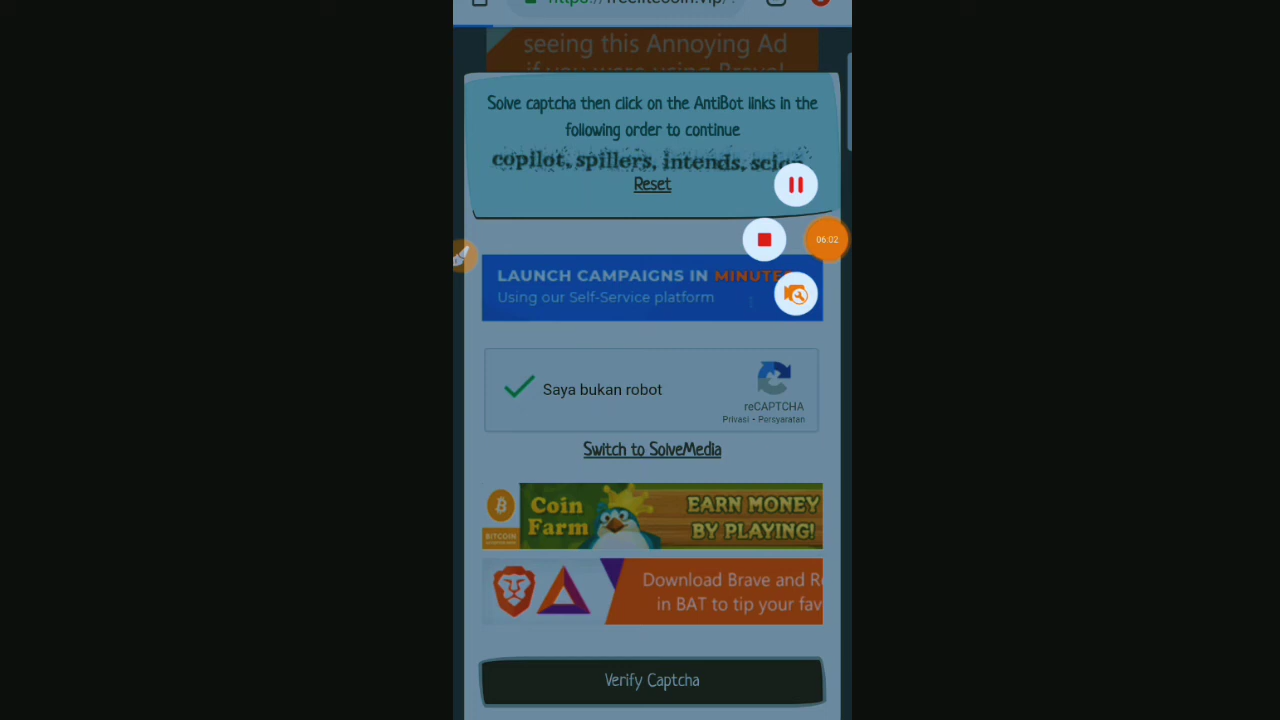 seeing this Annoying Ad
Solve captcha then click on the AntiBot links in the
following order to continue
copilot, spillers, intends,
Reset
06:02
LAUNCH CAMPAIGNS IN
Using our Self-Service platform
Saya bukan robot
reCAPTCHA
Privasi - Persyaratan
Switch to SolveMedia
Coin
Farm
EARN MONEY
BY PLAYING!
BITCOIN
Download Brave and
in BAT to tip your
Verify Captcha